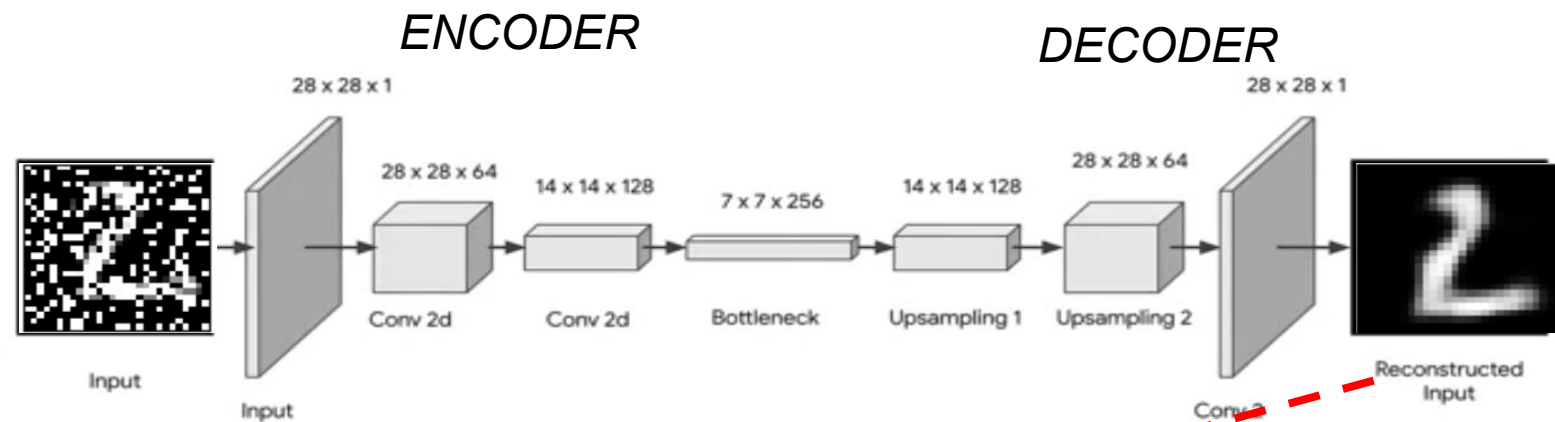 ENCODER
DECODER
28 x 28 x 1
28 x 28 x 1
28 x 28 x 64
14 x 14 x 128
7 x 7 x 256
14 x 14 x 128
28 x 28 x 64
Conv 2d
Conv 2d
Bottleneck
Upsampling 1
Upsampling 2
Input
Input
Reconstructed
Input
2